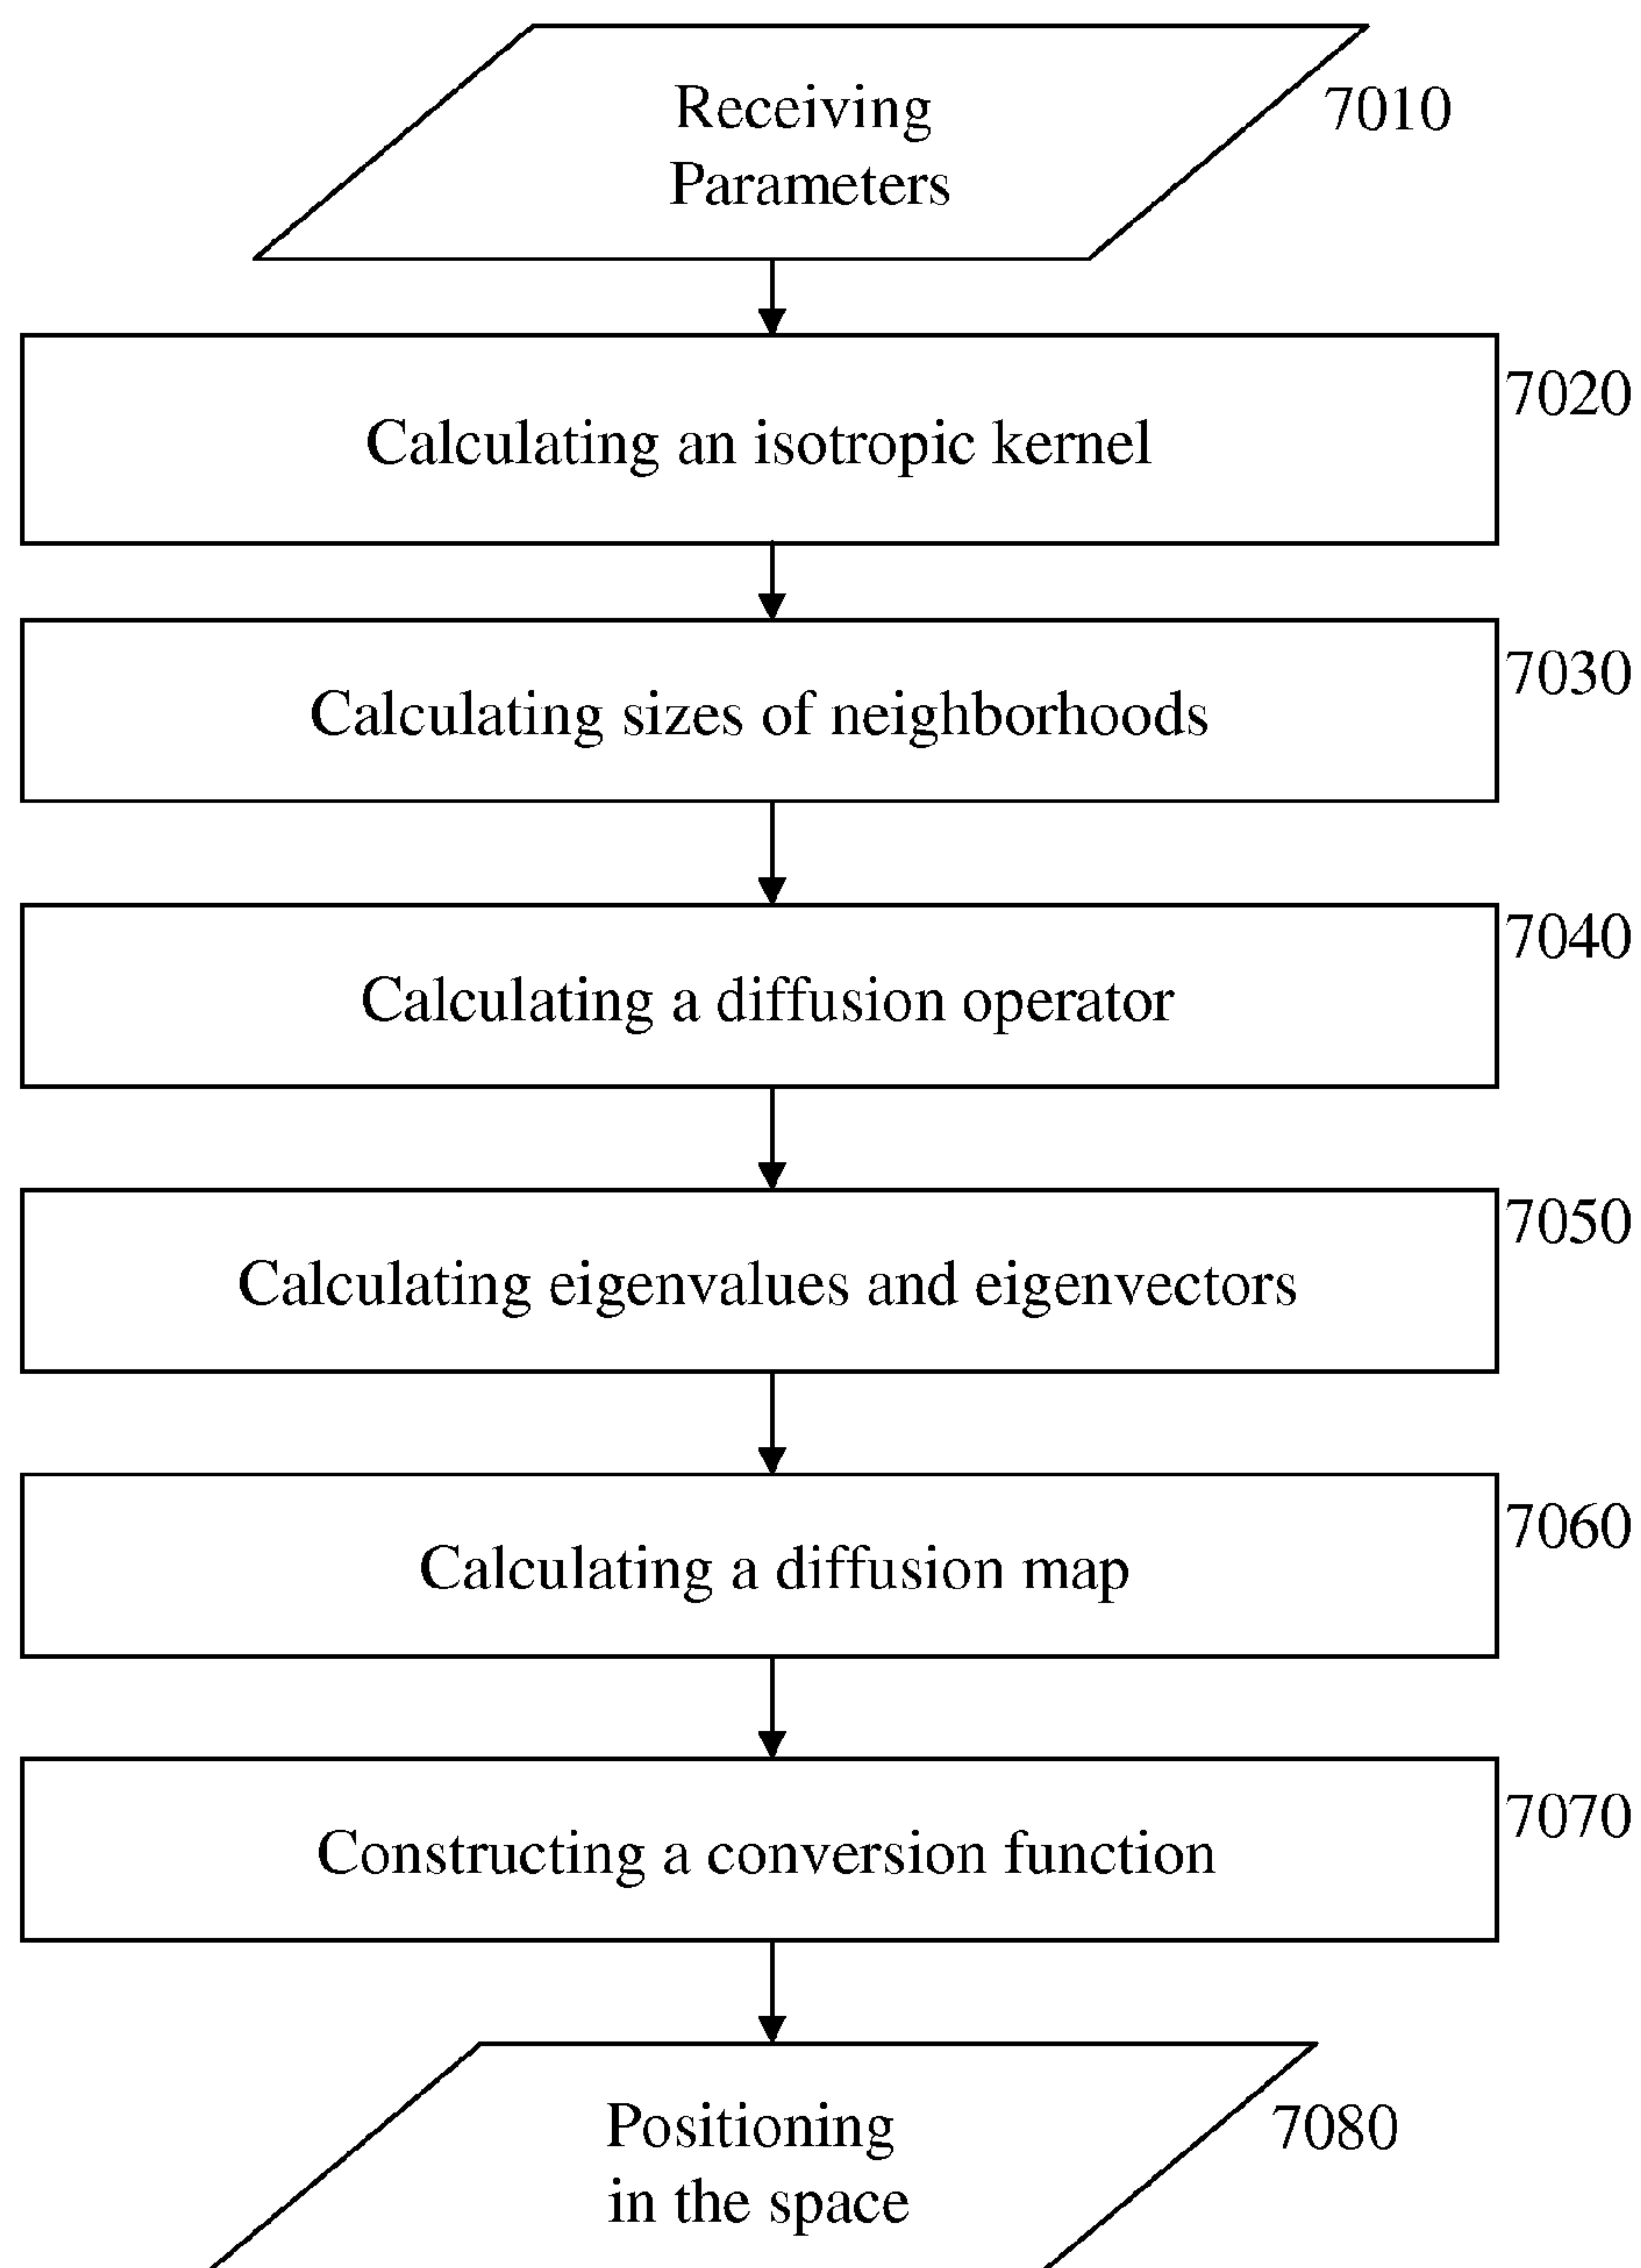 Receiving
Parameters
7010
Calculating an isotropic kernel
7020
Calculating sizes of neighborhoods
7030
Calculating a diffusion operator
7040
Calculating eigenvalues and eigenvectors
7050
Calculating a diffusion map
7060
Constructing a conversion function
7070
Positioning
in the space
7080